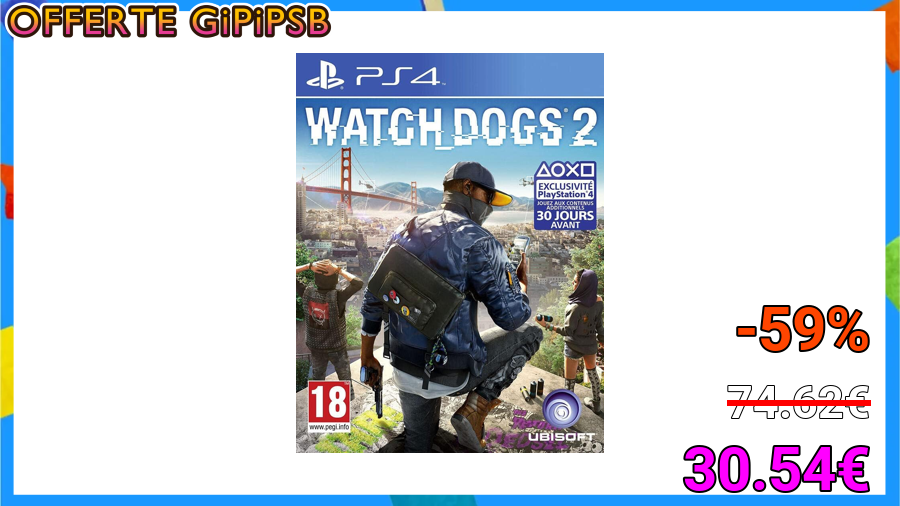 OFFERTE GiPiPSB
PS4
WATCH_DOGS 2
EXCLUSIVITÉ
PlayStation 4
JOUEZ AUX CONTENUS
ADDITIONNELS
30 JOURS
AVANT
-59%
74.62€
30.54€
18
www.pegi.info
UBISOFT